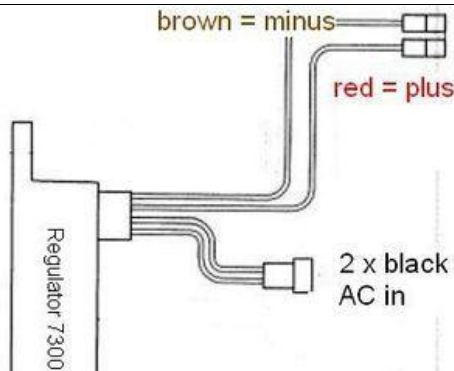 brown = minus
red = plus
2 x black
AC in
Regulator 7300